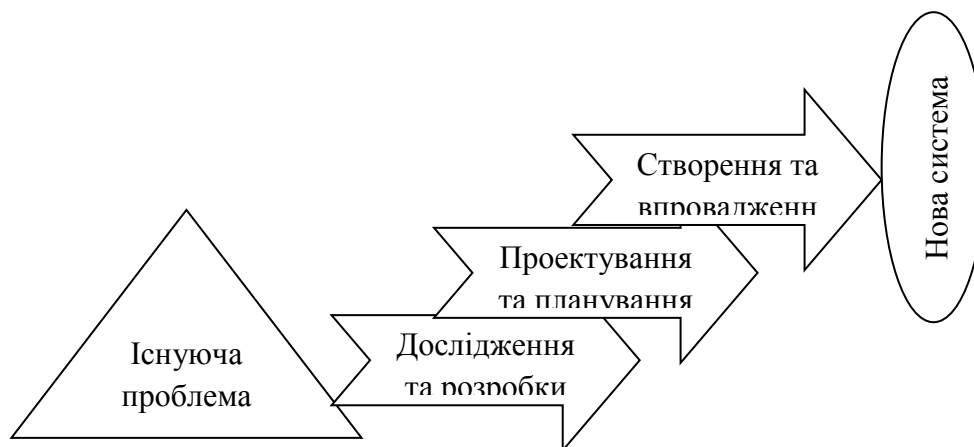 Існуюча
проблема
Дослідження
та розробки
Проектування
та планування
Створення та
впровадженн
Нова система